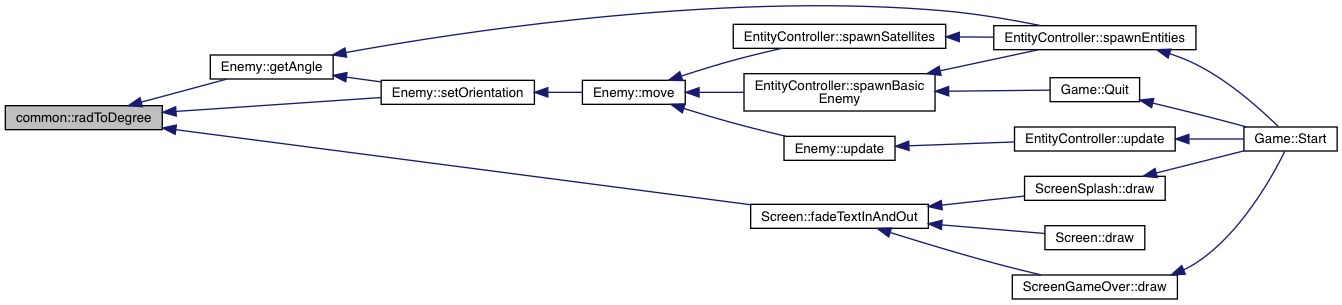 common::radToDegree
Enemy::getAngle
Enemy::setOrientation
Enemy::move
EntityController::spawnSatellites
EntityController::spawnBasic
Enemy
Enemy::update
Screen::fadeTextInAndOut
EntityController::spawnEntities
Game::Quit
EntityController::update
ScreenSplash::draw
Screen::draw
ScreenGameOver::draw
Game::Start